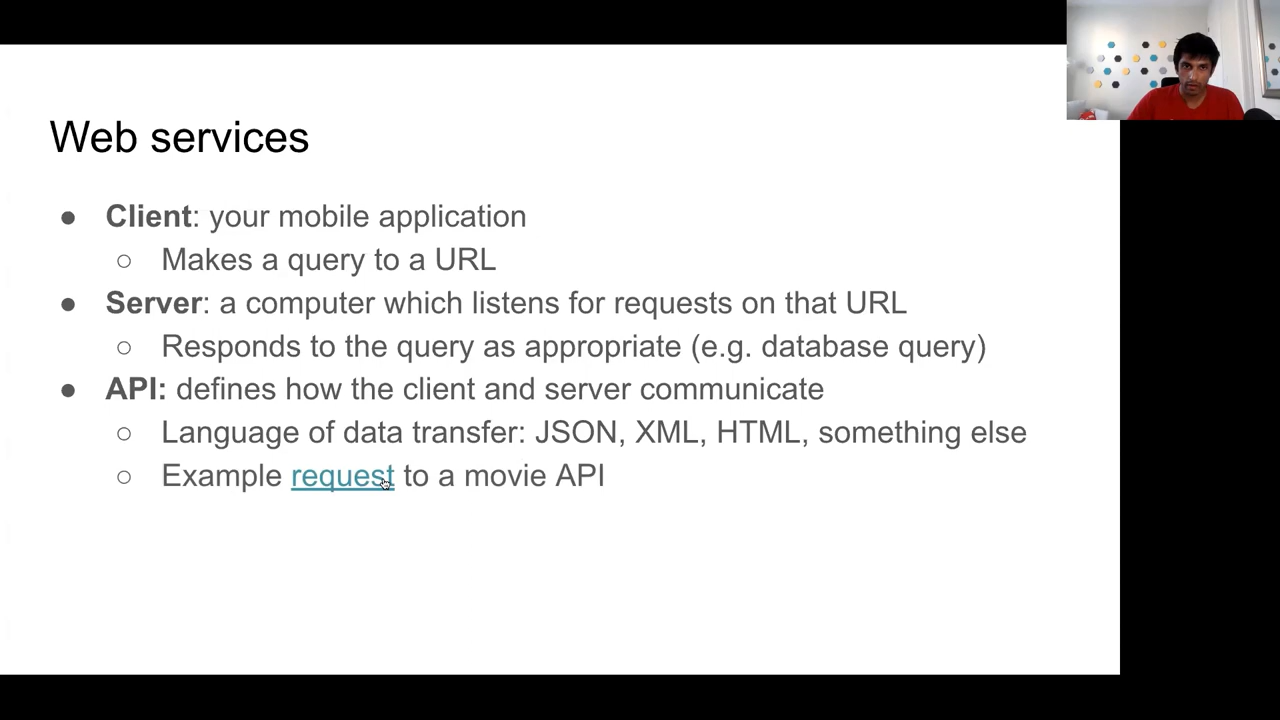 Web services
● Client: your mobile application
○ Makes a query to a URL
● Server: a computer which listens for requests on that URL
○ Responds to the query as appropriate (e.g. database query)
● API: defines how the client and server communicate
○ Language of data transfer: JSON, XML, HTML, something else
○ Example request to a movie API